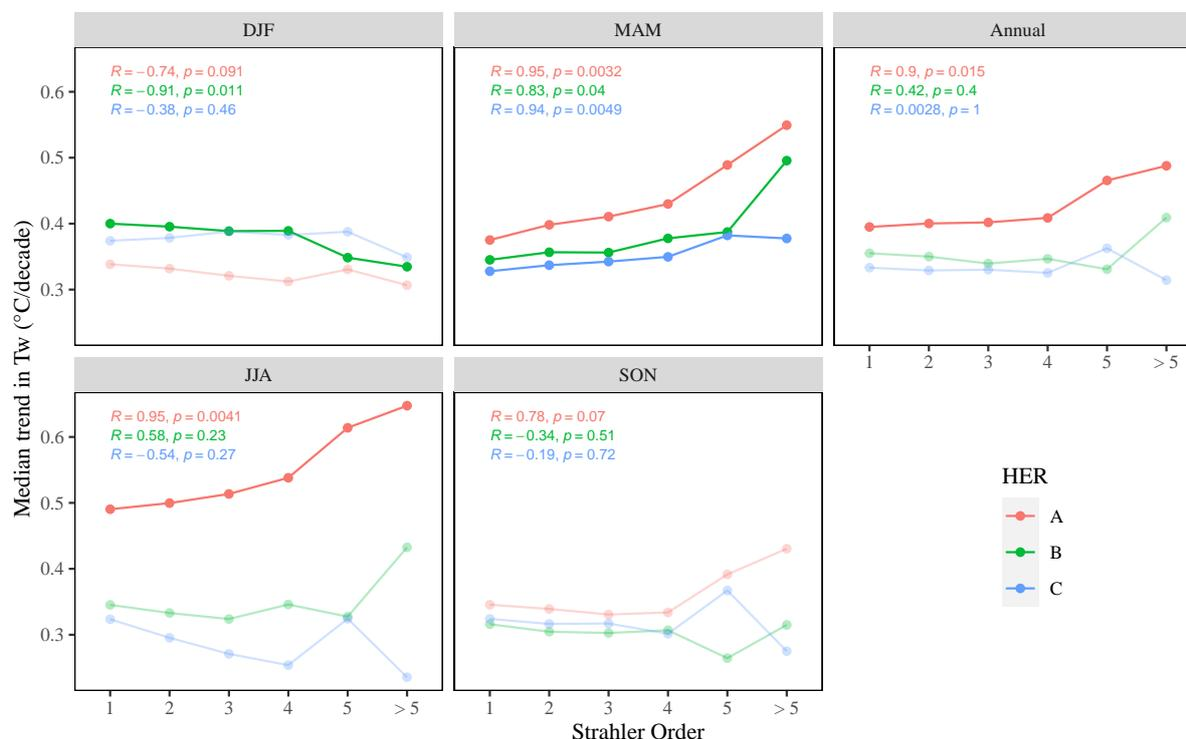 DJF
MAM
Annual
R = −0.74, p = 0.091
R = −0.91, p = 0.011
R = −0.38, p = 0.46
R = 0.95, p = 0.0032
R = 0.83, p = 0.04
R = 0.94, p = 0.0049
R = 0.9, p = 0.015
R = 0.42, p = 0.4
R = 0.0028, p = 1
0.6
0.5
0.4
0.3
1 2 3 4 5 > 5
Median trend in Tw (°C/decade)
JJA
SON
R = 0.95, p = 0.0041
R = 0.58, p = 0.23
R = −0.54, p = 0.27
R = 0.78, p = 0.07
R = −0.34, p = 0.51
R = −0.19, p = 0.72
0.6
0.5
0.4
0.3
1 2 3 4 5 > 5
1 2 3 4 5 > 5
Strahler Order
HER
A
B
C